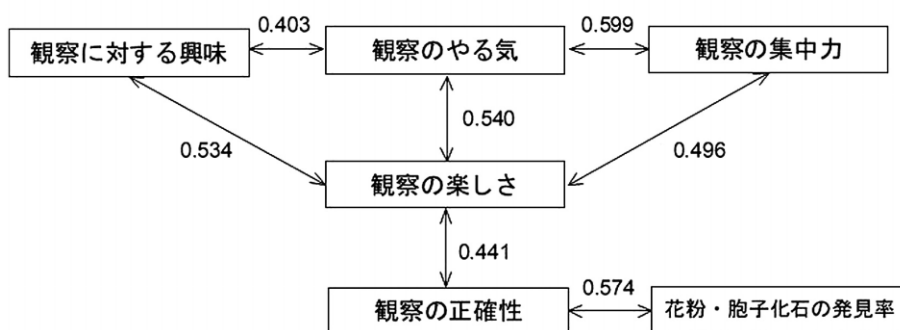 0.403
0.599
観察に対する興味
観察のやる気
観察の集中力
0.540
0.534
0.496
観察の楽しさ
0.441
0.574
観察の正確性
花粉・胞子化石の発見率